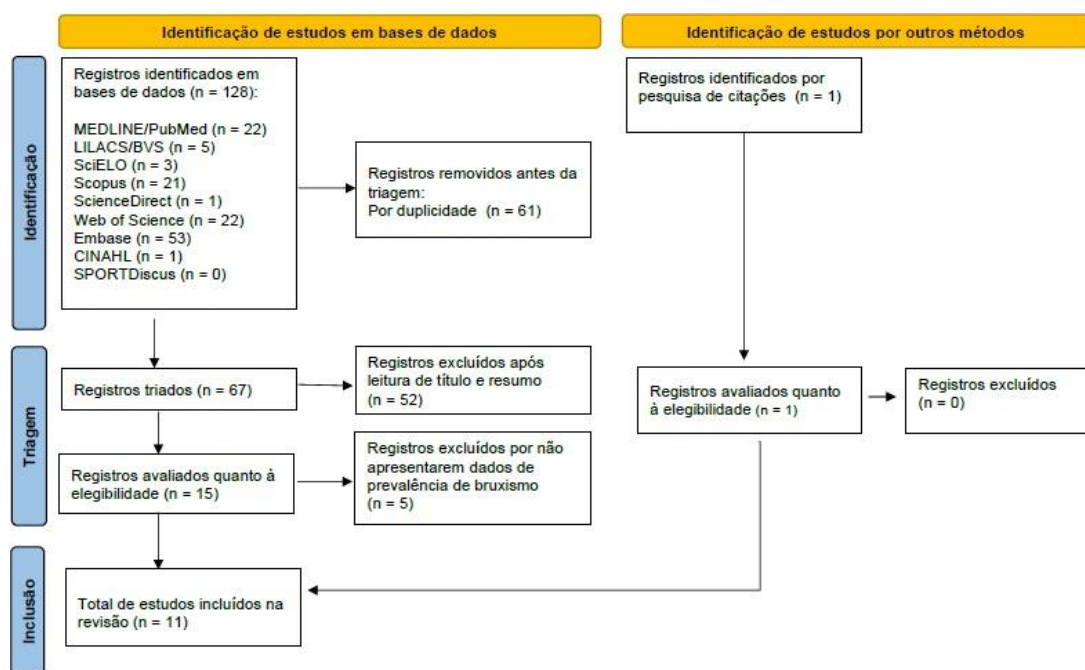 Identificação de estudos em bases de dados
Identificação de estudos por outros métodos
Identificação
Registros identificados em
bases de dados (n = 128):
MEDLINE/PubMed (n = 22)
LILACS/BVS (n = 5)
SciELO (n = 3)
Scopus (n = 21)
ScienceDirect (n = 1)
Web of Science (n = 22)
Embase (n = 53)
CINAHL (n = 1)
SPORTDiscus (n = 0)
Registros removidos antes da
triagem:
Por duplicidade (n = 61)
Registros identificados por
pesquisa de citações (n = 1)
Triagem
Registros triados (n = 67)
Registros excluídos após
leitura de título e resumo
(n = 52)
Registros avaliados quanto à
elegibilidade (n = 15)
Registros excluídos por não
apresentarem dados de
prevalência de bruxismo
(n = 5)
Registros avaliados quanto
à elegibilidade (n = 1)
Registros excluídos
(n = 0)
Inclusão
Total de estudos incluídos na
revisão (n = 11)